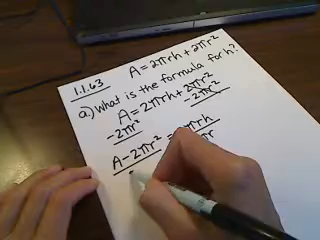 A=2πrh+2πr²
1.1.63
a) What is the formula for h?
A=2πrh+2πr²
-2πr² -2πr²
A-2πr² 2πrh